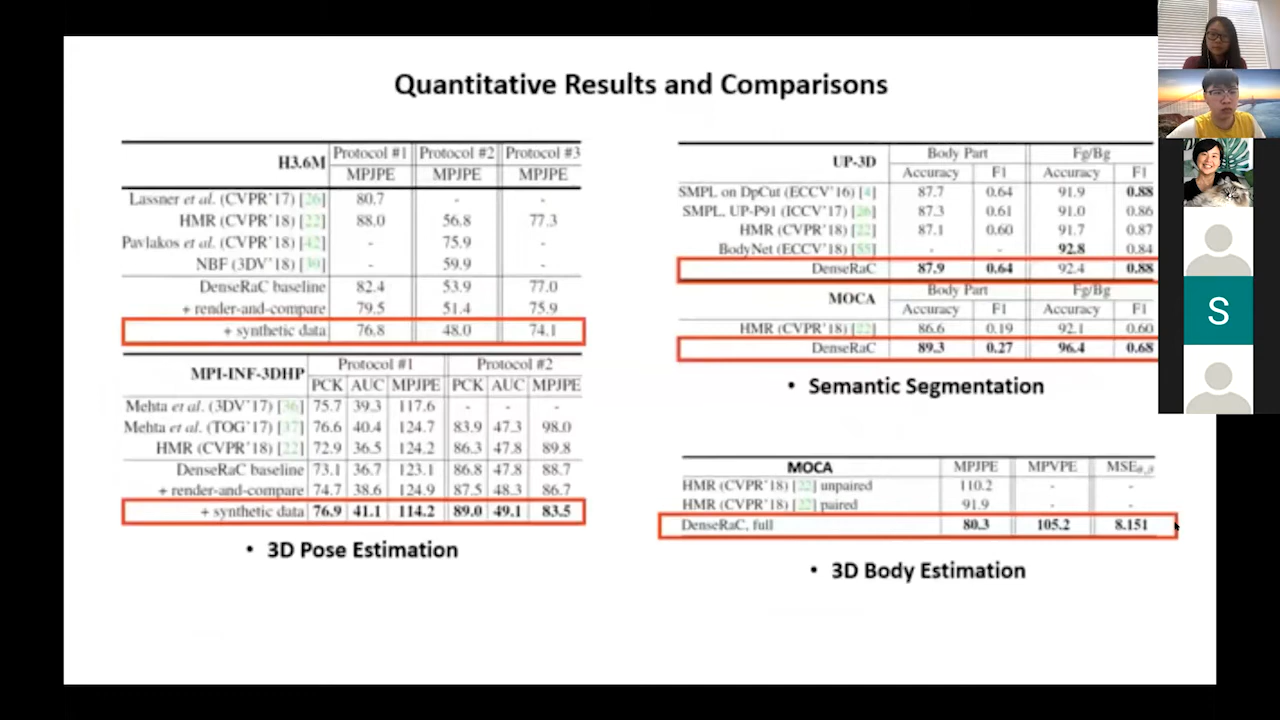 Quantitative Results and Comparisons
H3.6M Protocol #1 Protocol #2 Protocol #3
MPJPE MPJPE MPJPE
Lassner et al. (CVPR'17) [26] 80.7 - -
HMR (CVPR'18) [22] 88.0 56.8 77.3
Pavlakos et al. (CVPR'18) [42] - 75.9 -
NBF (3DV'18) - 59.9 -
DenseRaC baseline 82.4 53.9 77.0
+ render-and-compare 79.5 51.4 75.9
+ synthetic data 76.8 48.0 74.1
MPI-INF-3DHP Protocol #1 Protocol #2
PCK AUC MPJPE PCK AUC MPJPE
Mehta et al. (3DV'17) [36] 75.7 39.3 117.6 - - -
Mehta et al. (TOG'17) [37] 76.6 40.4 124.7 83.9 47.3 98.0
HMR (CVPR'18) [22] 72.9 36.5 124.2 86.3 47.8 89.8
DenseRaC baseline 73.1 36.7 123.1 86.8 47.8 88.7
+ render-and-compare 74.7 38.6 124.9 87.5 48.3 86.7
+ synthetic data 76.9 41.1 114.2 89.0 49.1 83.5
• 3D Pose Estimation
UP-3D Body Part Fg/Bg
Accuracy F1 Accuracy F1
SMPL on DpCut (ECCV'16) [4] 87.7 0.64 91.9 0.88
SMPL, UP-P91 (ICCV'17) [26] 87.3 0.61 91.0 0.86
HMR (CVPR'18) [22] 87.1 0.60 91.7 0.87
BodyNet (ECCV'18) [55] - - 92.8 0.84
DenseRaC 87.9 0.64 92.4 0.88
MOCA Body Part Fg/Bg
Accuracy F1 Accuracy F1
HMR (CVPR'18) [22] 86.6 0.19 92.1 0.60
DenseRaC 89.3 0.27 96.4 0.68
• Semantic Segmentation
MOCA MPJPE MPVPE MSEθ,β
HMR (CVPR'18) [22] unpaired 110.2 - -
HMR (CVPR'18) [22] paired 91.9 - -
DenseRaC, full 80.3 105.2 8.151
• 3D Body Estimation
S